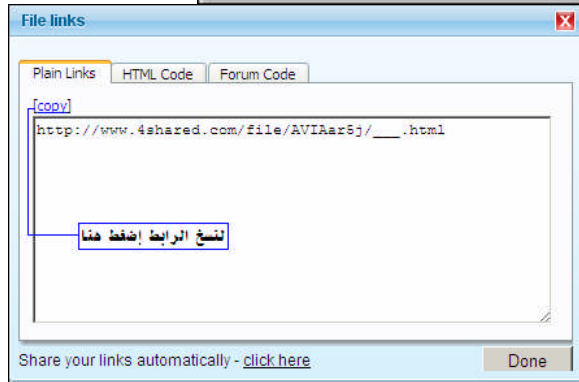 File links
Plain Links HTML Code Forum Code
[copy]
http://www.4shared.com/file/AVIAar5j/___.html
لنسخ الرابط إضغط هنا
Share your links automatically - click here
Done